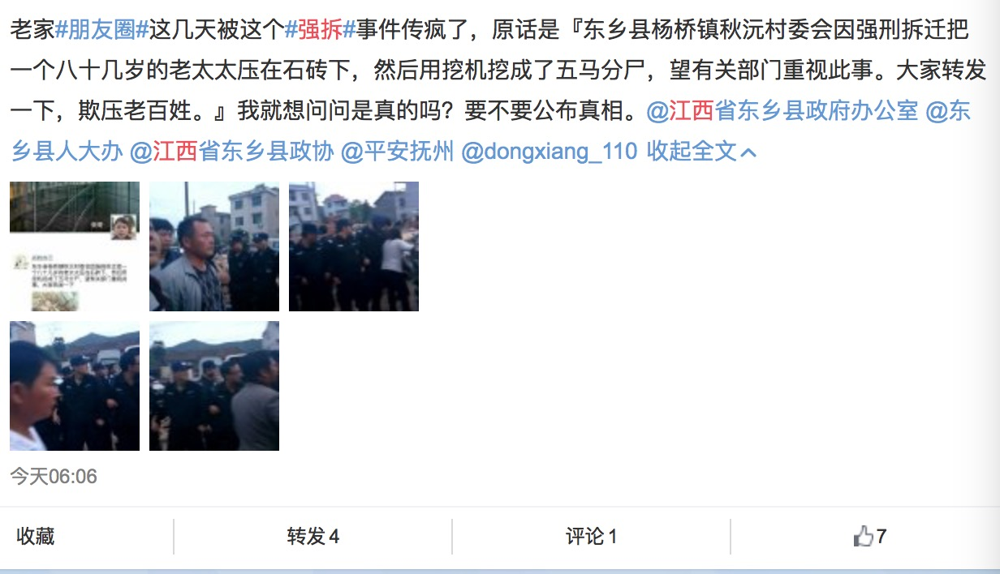 老家#朋友圈#这几天被这个#强拆#事件传疯了，原话是『东乡县杨桥镇秋沅村委会因强刑拆迁把
一个八十几岁的老太太压在石砖下，然后用挖机挖成了五马分尸，望有关部门重视此事。大家转发
一下，欺压老百姓。』我就想问问是真的吗？要不要公布真相。@江西省东乡县政府办公室 @东
乡县人大办 @江西省东乡县政协 @平安抚州 @dongxiang_110 收起全文
今天06:06
收藏
转发 4
评论 1
7